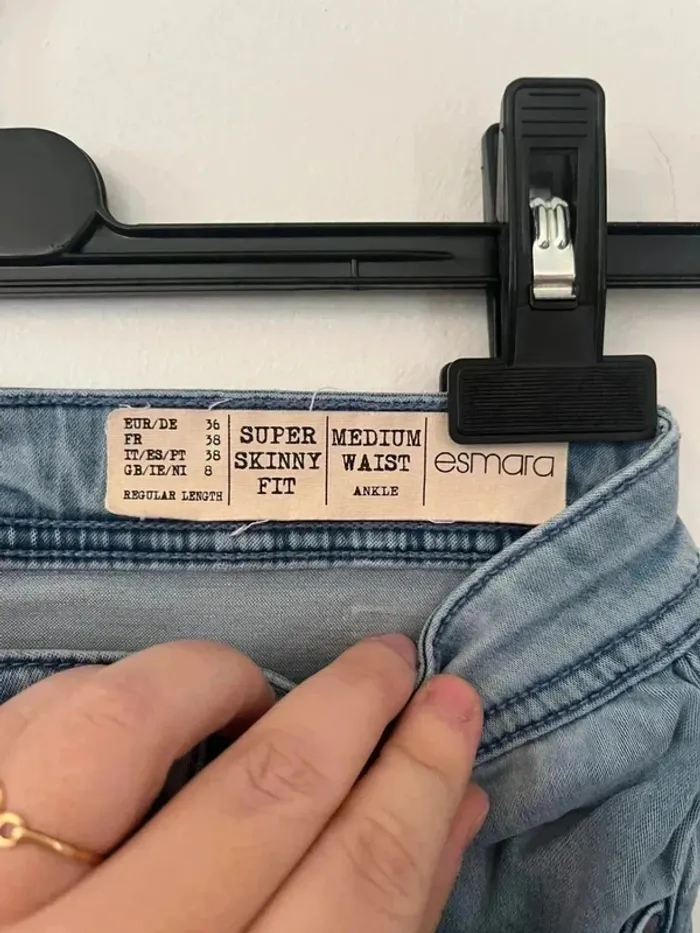 EUR/DE 36
FR 38
IT/ES/PT 38
GB/IE/NI 8
REGULAR LENGTH
SUPER
SKINNY
FIT
MEDIUM
WAIST
ANKLE
esmara